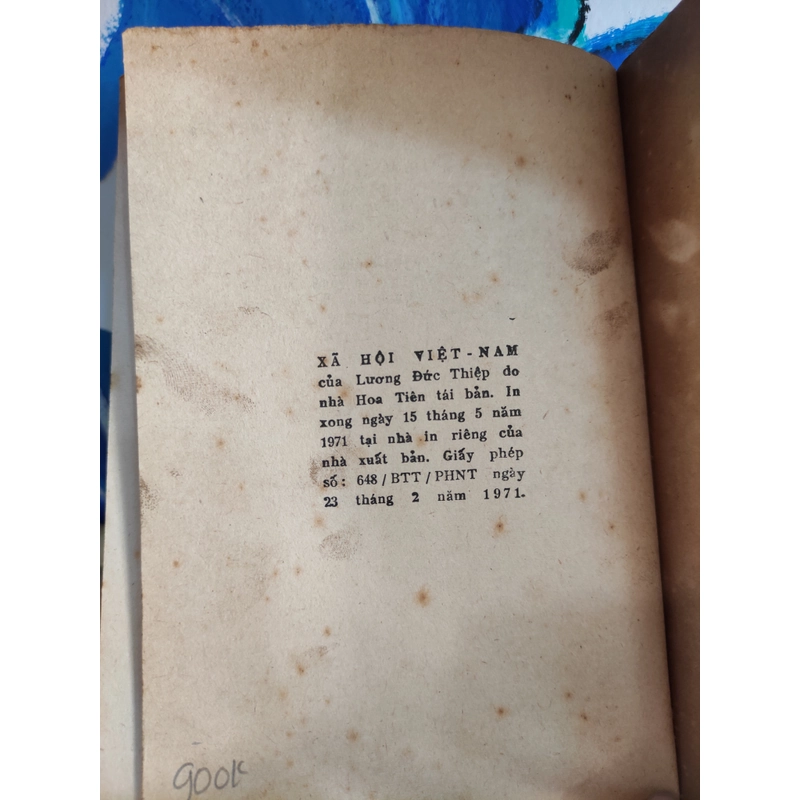 XÃ HỘI VIỆT-NAM
của Lương Đức Thiệp do
nhà Hoa Tiên tái bản. In
xong ngày 15 tháng 5 năm
1971 tại nhà in riêng của
nhà xuất bản. Giấy phép
số: 648/BTT/PHNT ngày
23 tháng 2 năm 1971.
900k